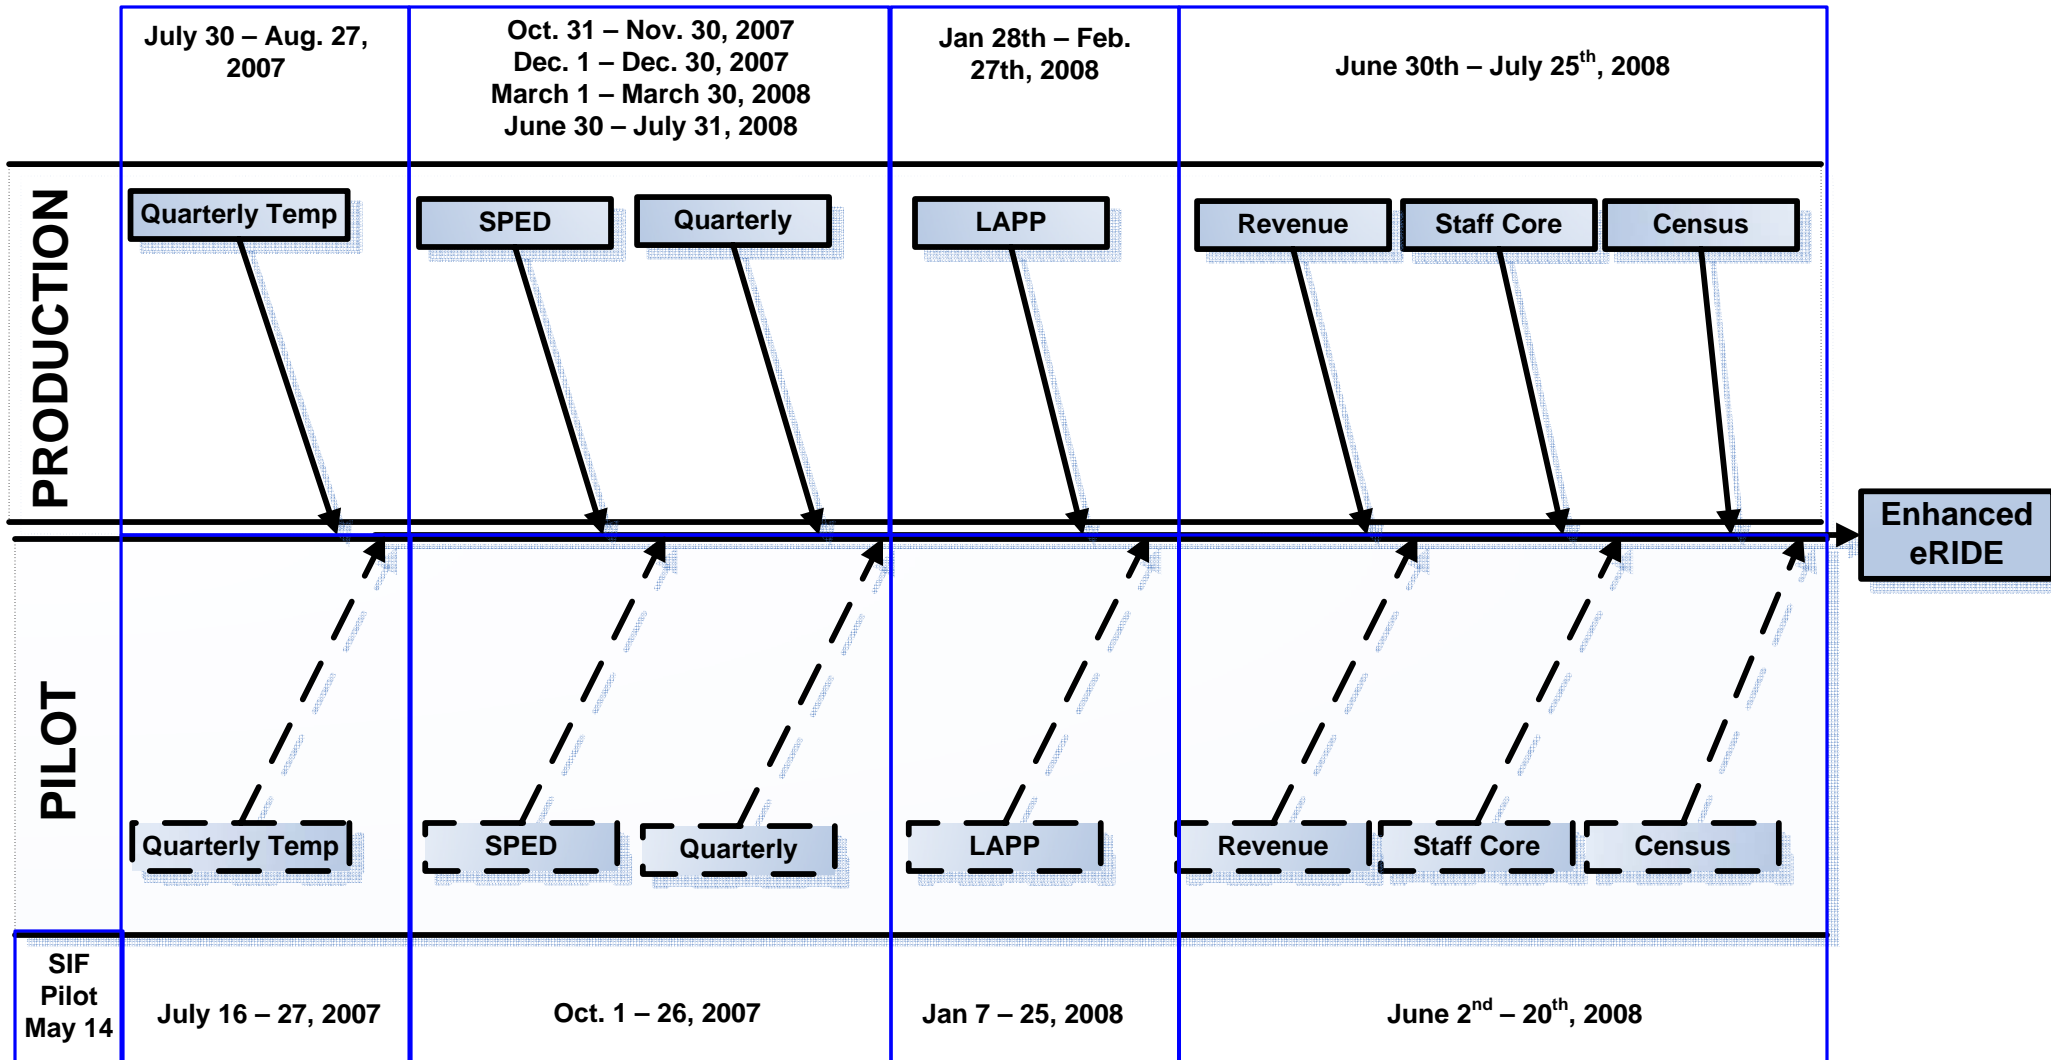 July 30 – Aug. 27,
2007
Oct. 31 – Nov. 30, 2007
Dec. 1 – Dec. 30, 2007
March 1 – March 30, 2008
June 30 – July 31, 2008
Jan 28th – Feb.
27th, 2008
June 30th – July 25th, 2008
PRODUCTION
Quarterly Temp
SPED
Quarterly
LAPP
Revenue
Staff Core
Census
Enhanced
eRIDE
PILOT
Quarterly Temp
SPED
Quarterly
LAPP
Revenue
Staff Core
Census
SIF
Pilot
May 14
July 16 – 27, 2007
Oct. 1 – 26, 2007
Jan 7 – 25, 2008
June 2nd – 20th, 2008